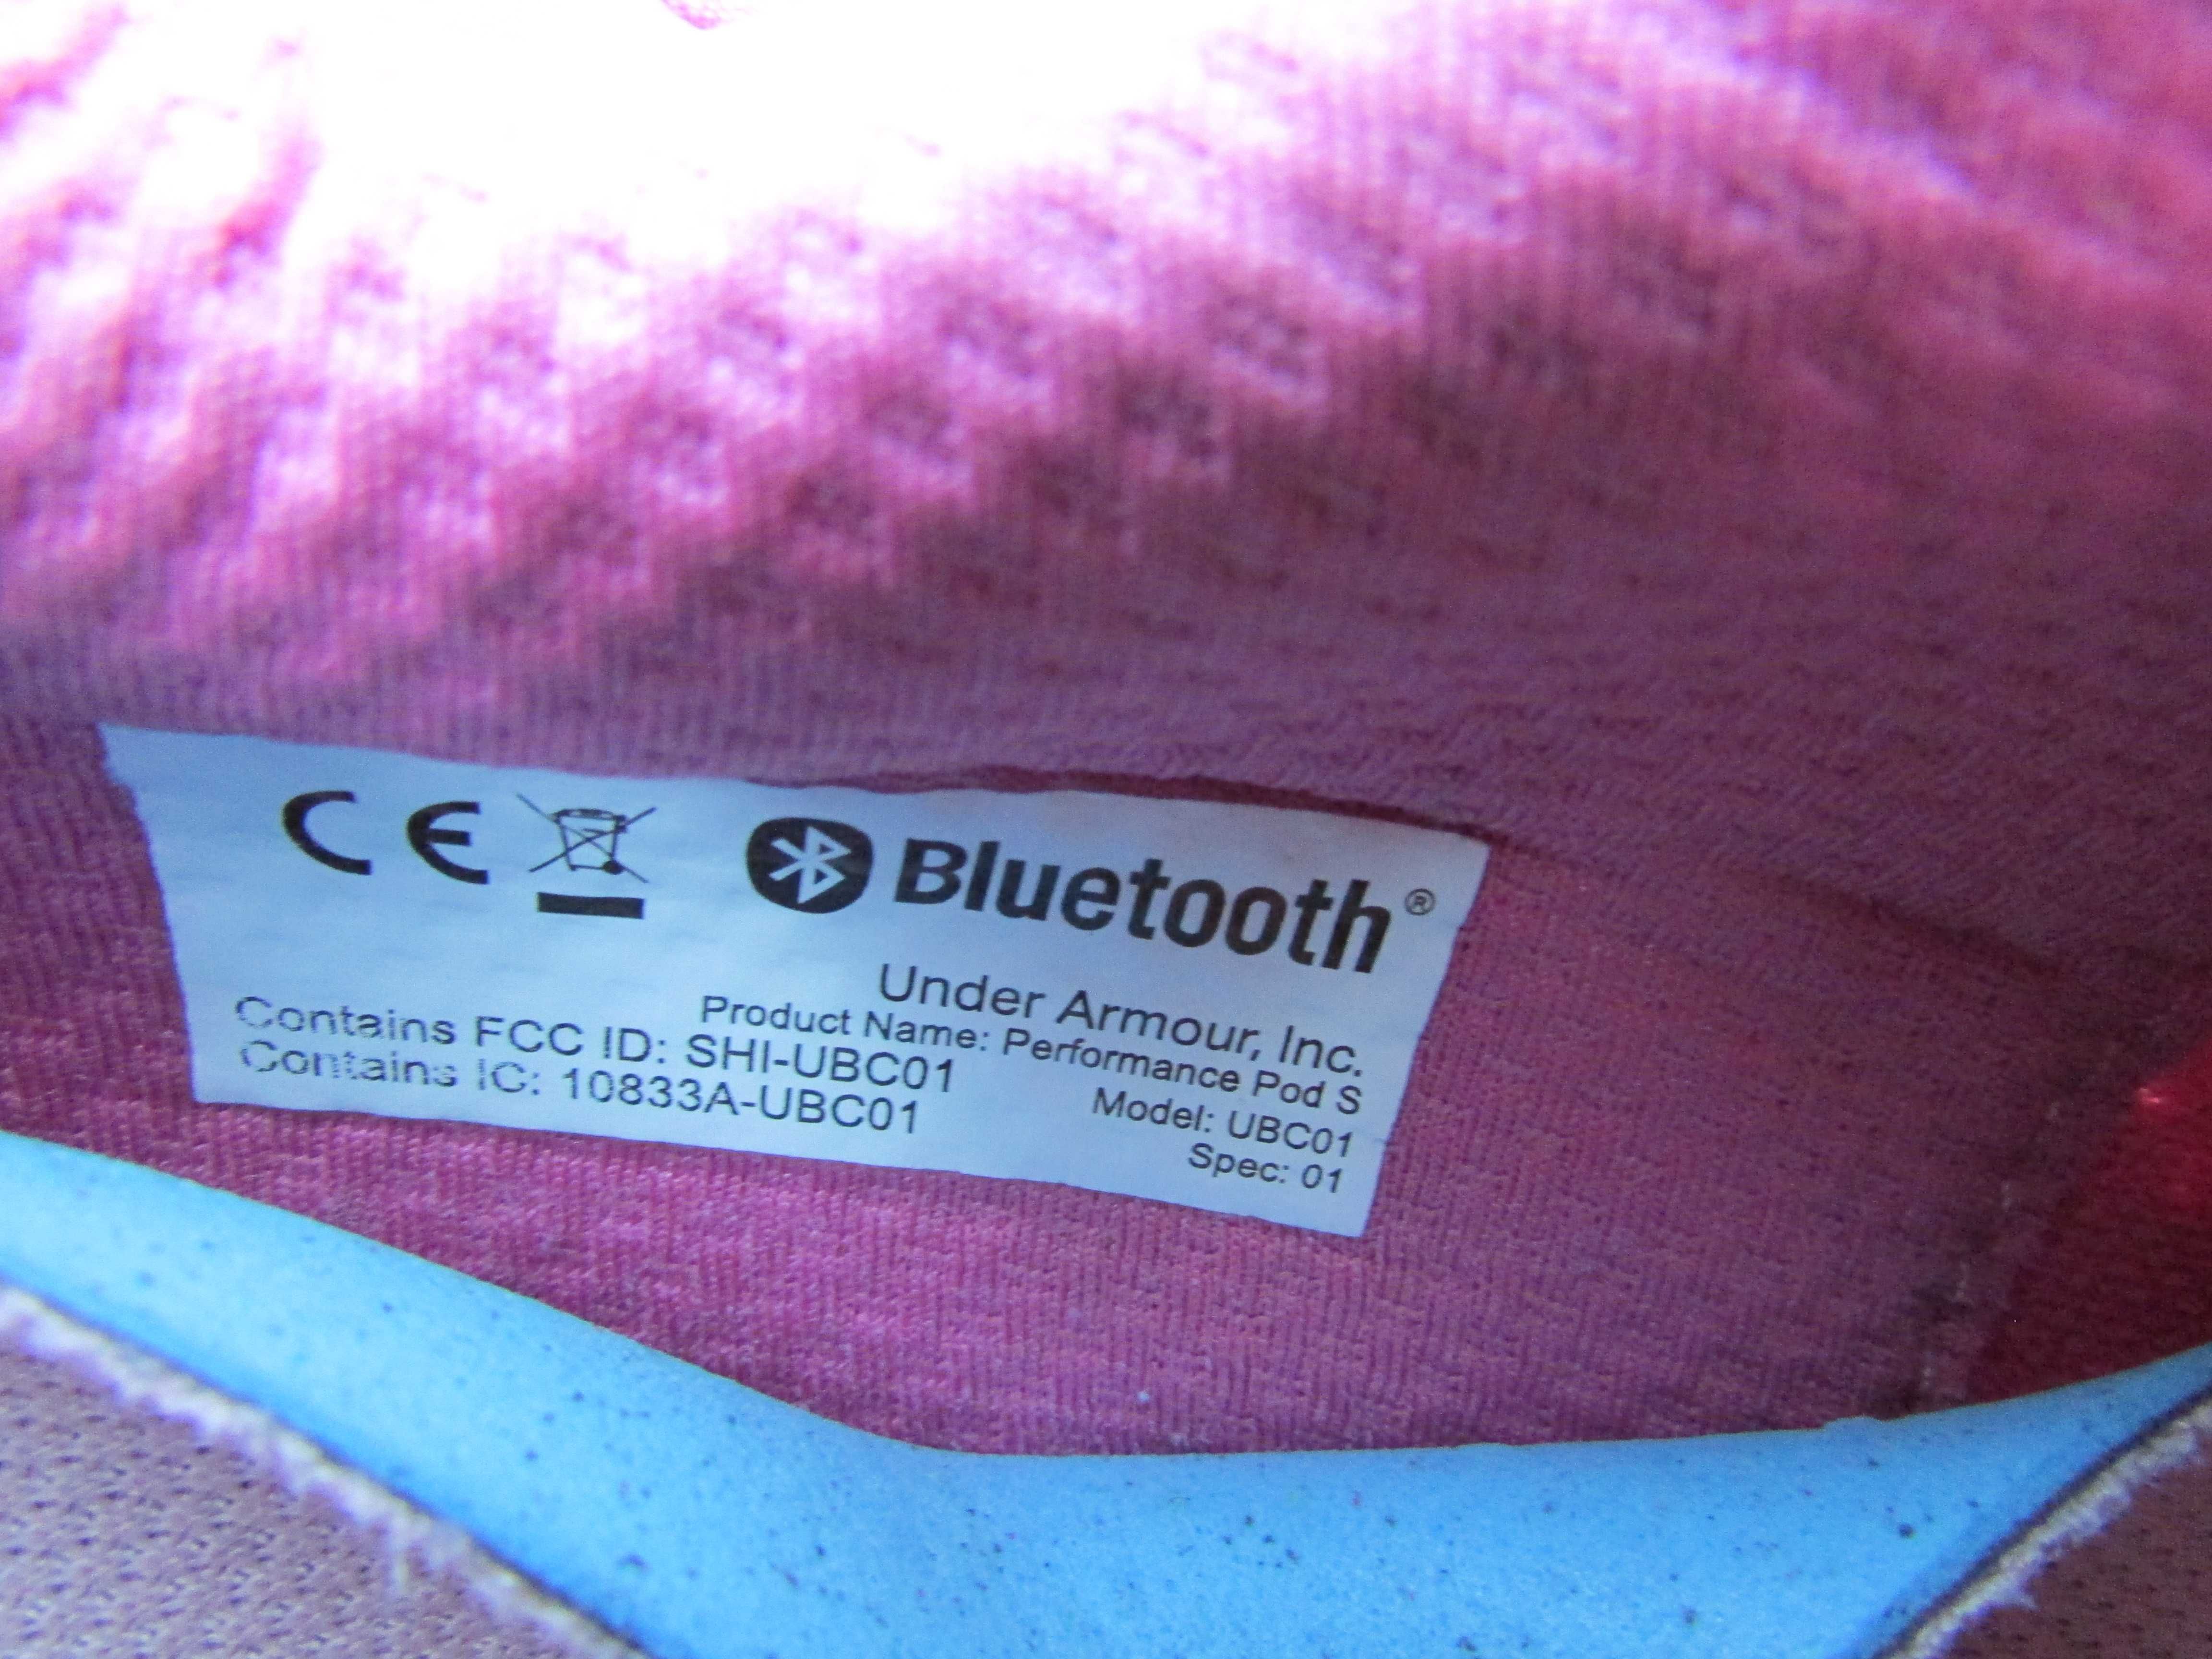 CE Bluetooth®
Under Armour, Inc.
Product Name: Performance Pod S
Contains FCC ID: SHI-UBC01
Model: UBC01
Contains IC: 10833A-UBC01
Spec: 01